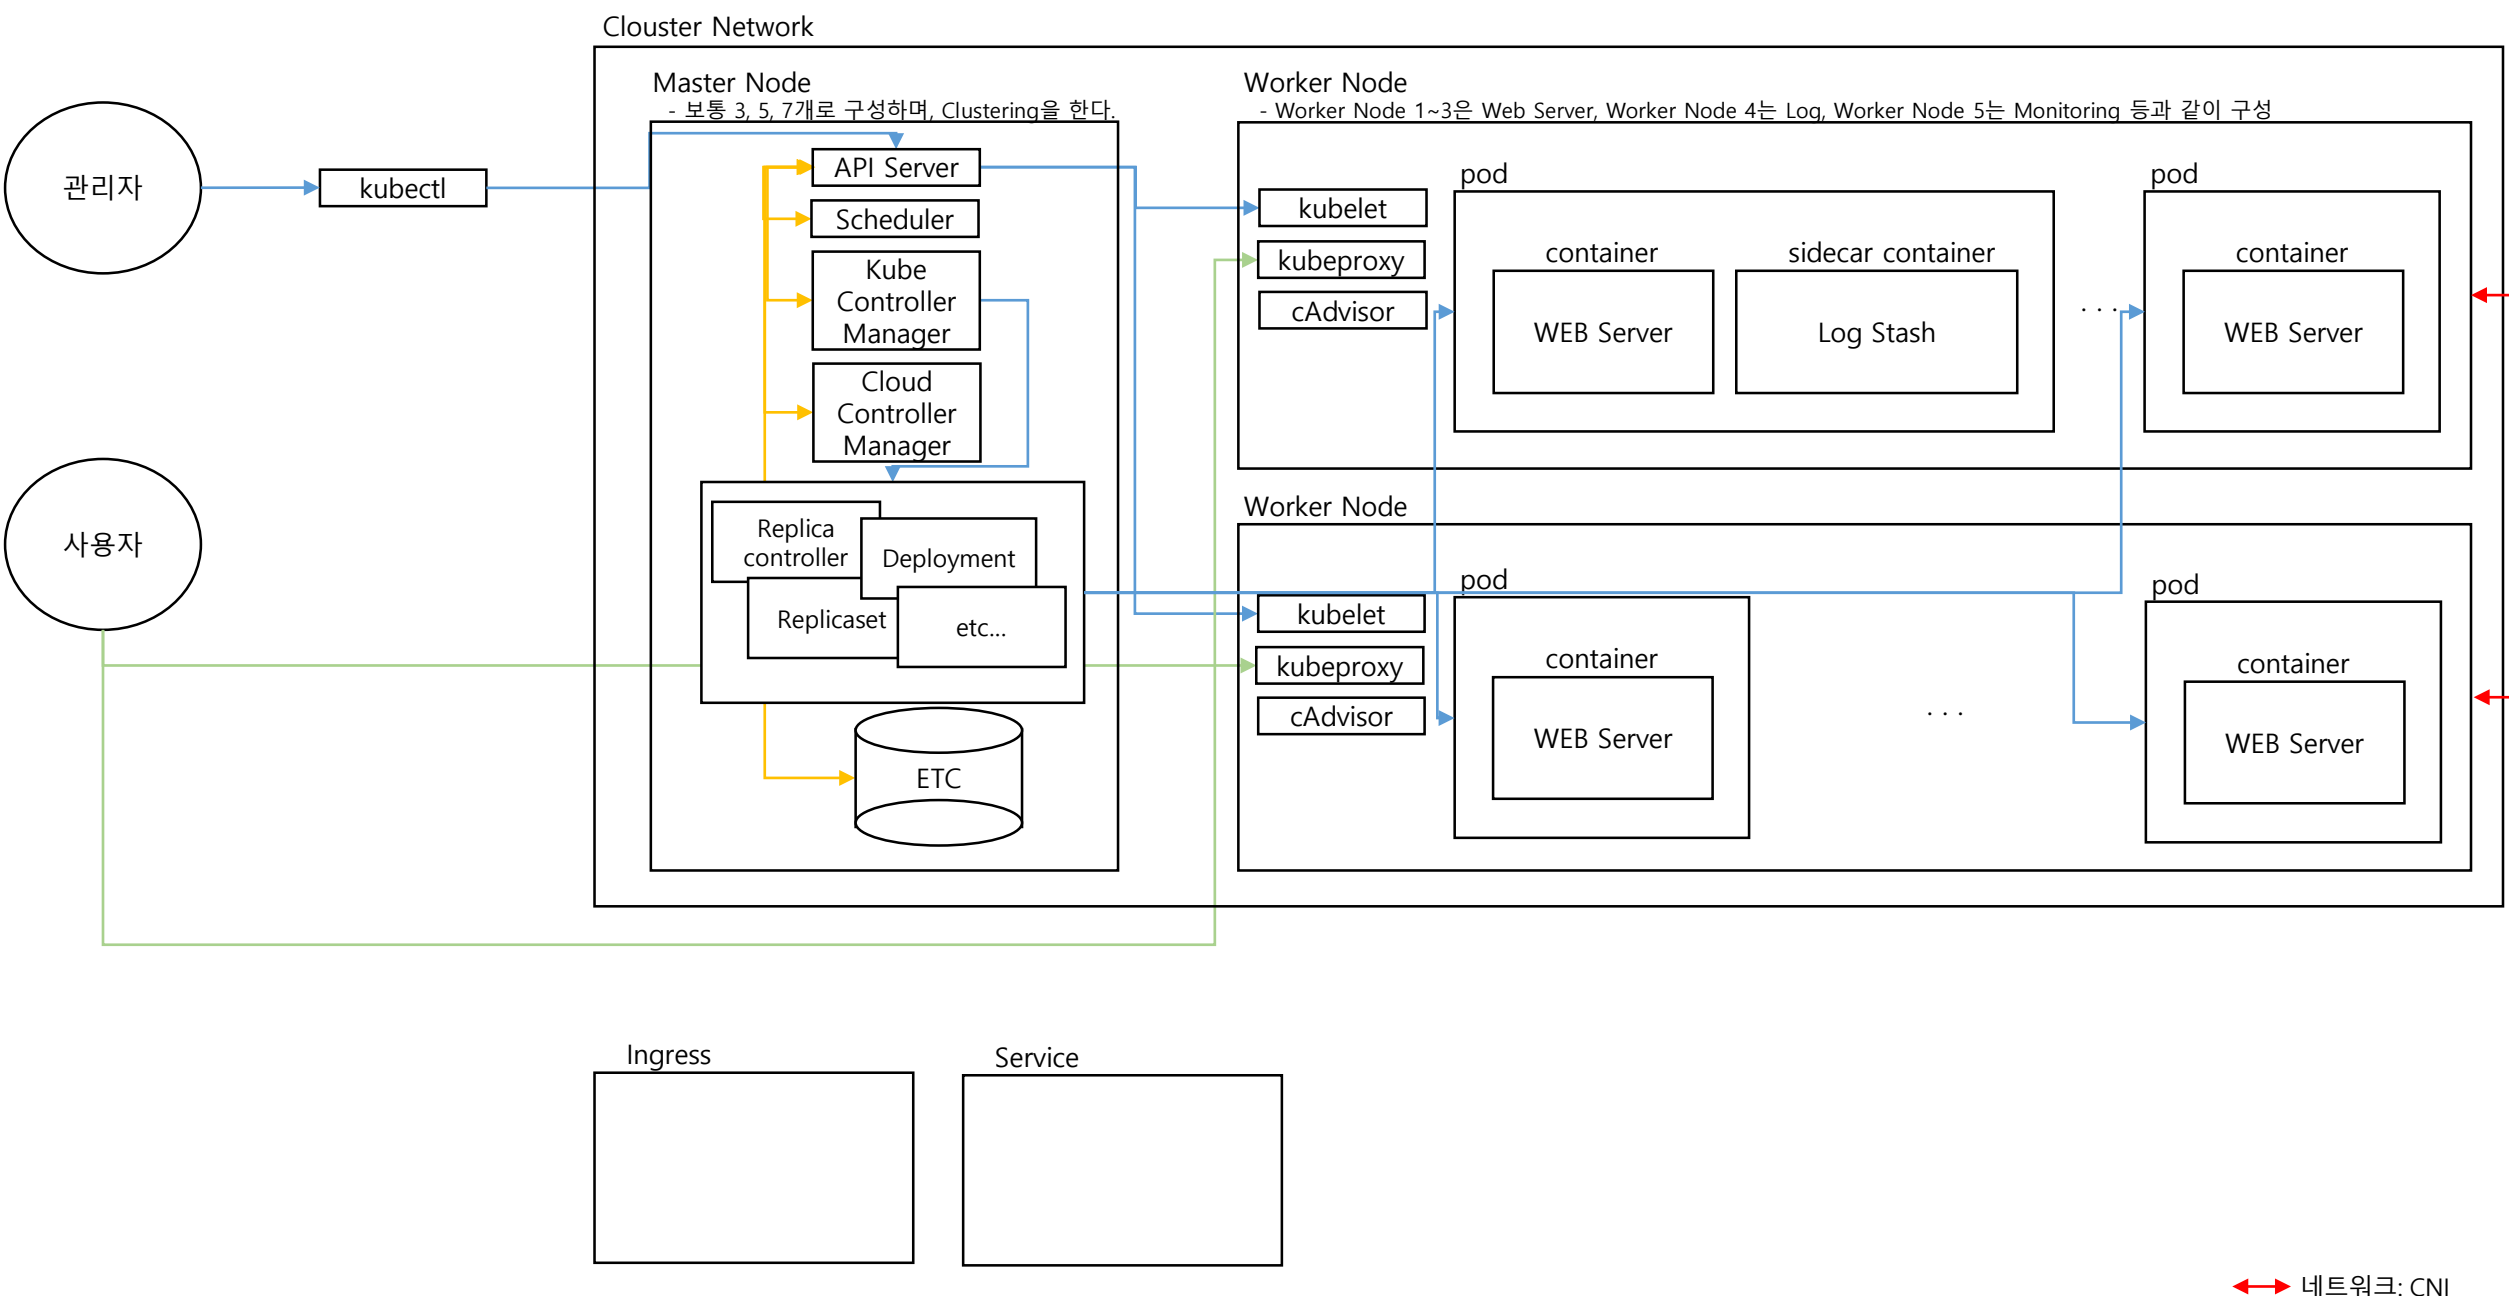 Clouster Network
Master Node
- 보통 3, 5, 7개로 구성하며, Clustering을 한다.
Worker Node
- Worker Node 1~3은 Web Server, Worker Node 4는 Log, Worker Node 5는 Monitoring 등과 같이 구성
관리자
kubectl
API Server
Scheduler
Kube
Controller
Manager
Cloud
Controller
Manager
Replica
controller
Deployment
Replicaset
etc...
ETC
kubelet
kubeproxy
cAdvisor
pod
container
WEB Server
sidecar container
Log Stash
. . .
pod
container
WEB Server
사용자
Worker Node
kubelet
kubeproxy
cAdvisor
pod
container
WEB Server
. . .
pod
container
WEB Server
Ingress
Service
네트워크: CNI